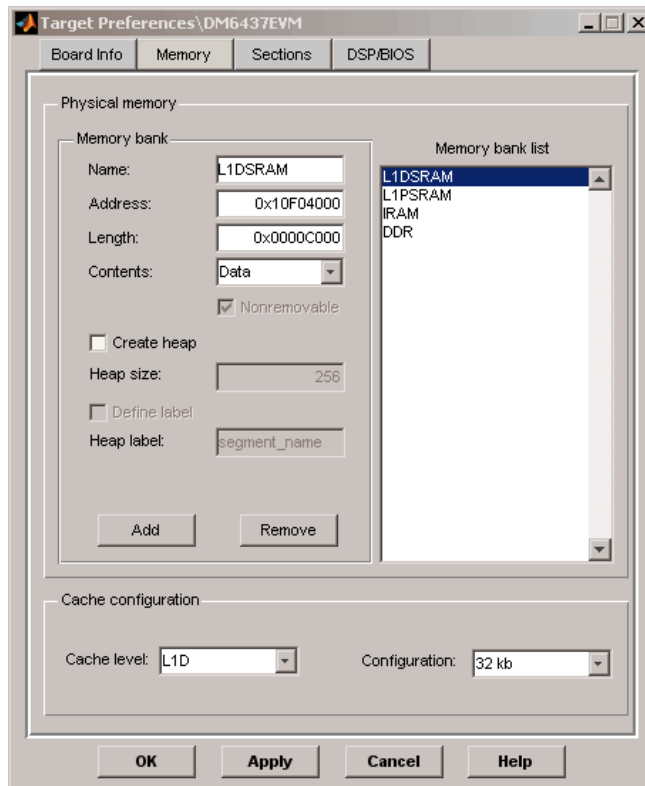 Target Preferences\DM6437EVM
Board Info Memory Sections DSP/BIOS
Physical memory
Memory bank
Memory bank list
Name: L1DSRAM
Address: 0x10F04000
Length: 0x0000C000
Contents: Data
Nonremovable
Create heap
Heap size: 256
Define label
Heap label: segment_name
Add Remove
L1DSRAM
L1PSRAM
IRAM
DDR
Cache configuration
Cache level: L1D Configuration: 32 kb
OK Apply Cancel Help